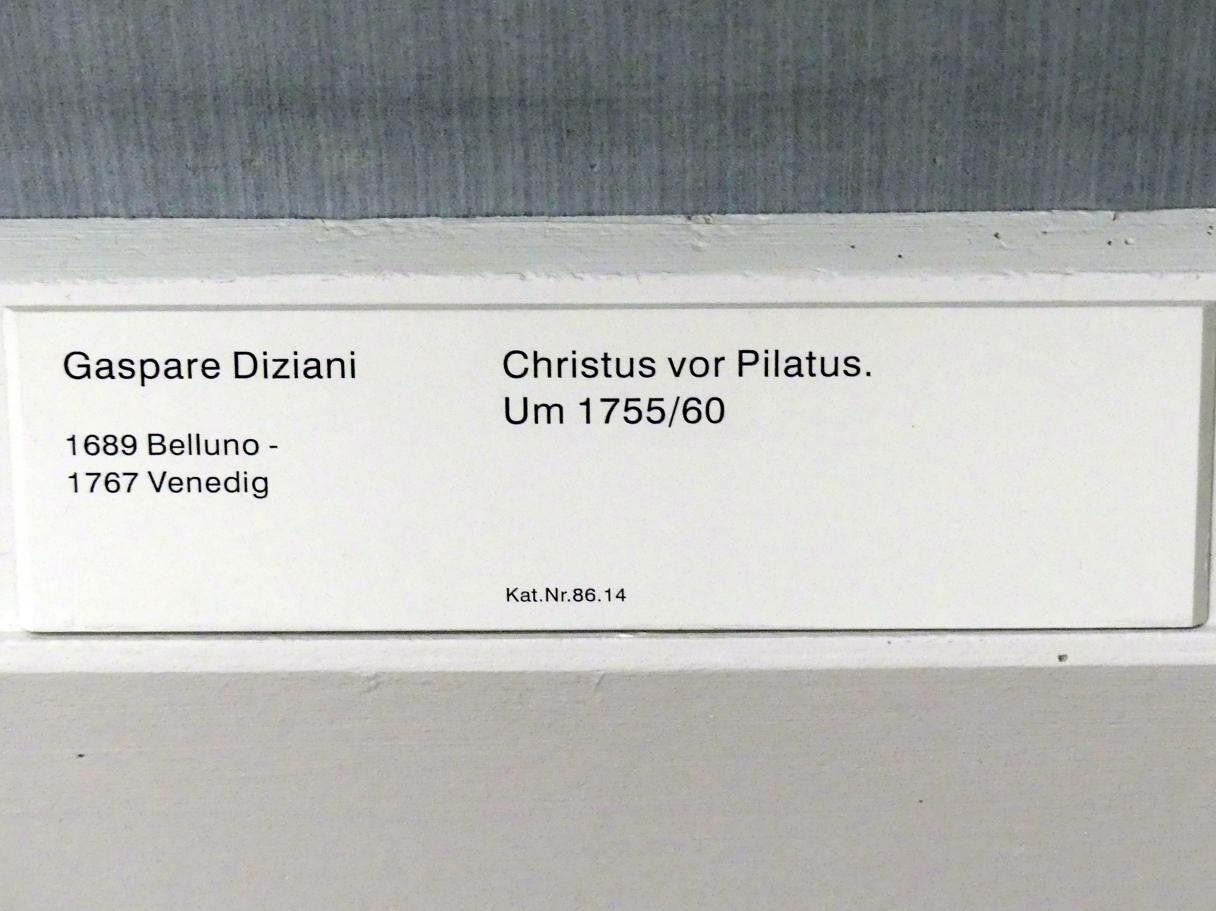 Gaspare Diziani
1689 Belluno -
1767 Venedig
Christus vor Pilatus.
Um 1755/60
Kat.Nr.86.14